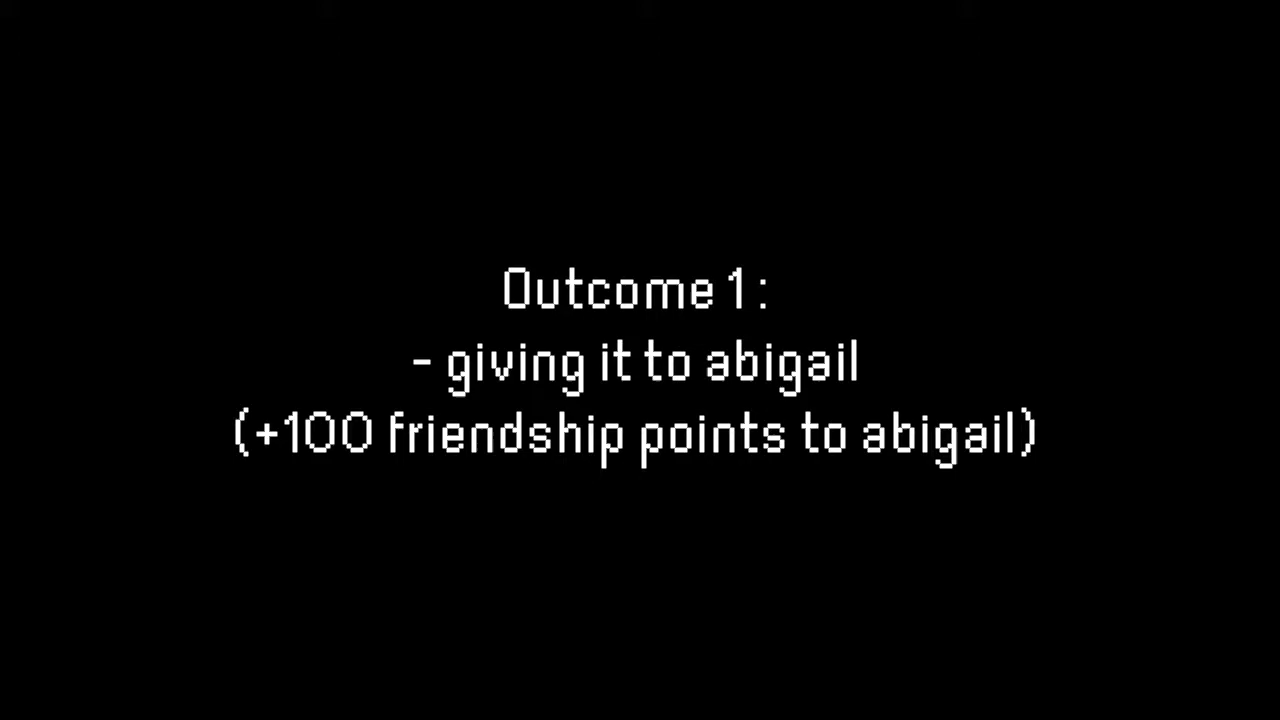 Outcome 1 :
- giving it to abigail
(+100 friendship points to abigail)